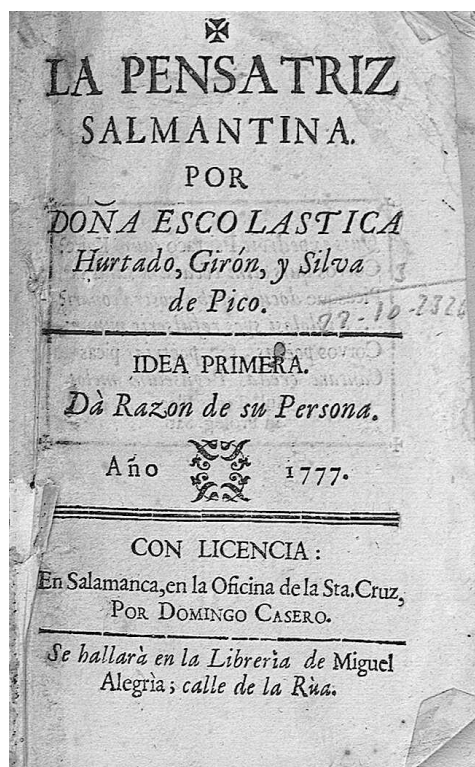 LA PENSATRIZ
SALMANTINA.
POR
DOÑA ESCOLASTICA
Hurtado, Girón, y Silva
de Pico.
IDEA PRIMERA.
Dà Razon de su Persona.
Año 1777.
CON LICENCIA:
En Salamanca, en la Oficina de la Sta. Cruz,
POR DOMINGO CASERO.
Se hallarà en la Librerìa de Miguel
Alegrìa; calle de la Rùa.